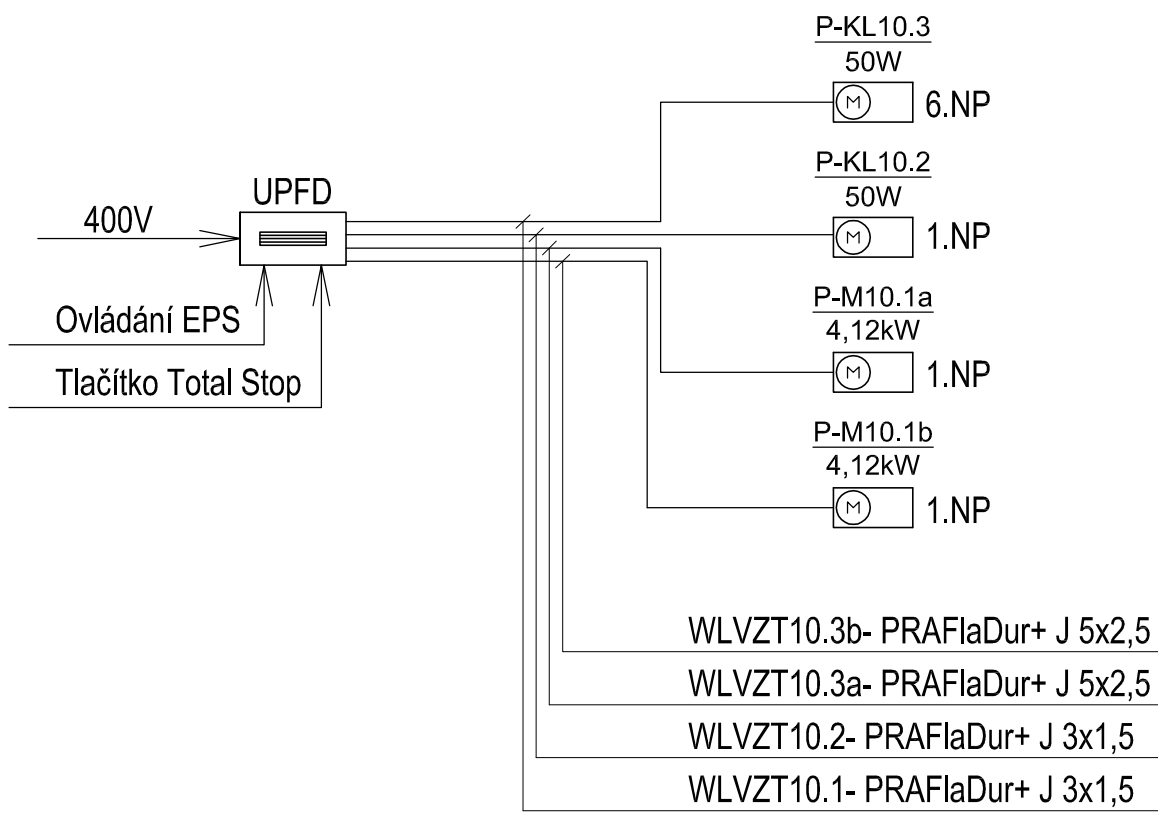 P-KL10.3
50W
M
6.NP
P-KL10.2
50W
M
1.NP
UPFD
400V
Ovládání EPS
Tlačítko Total Stop
P-M10.1a
4,12kW
M
1.NP
P-M10.1b
4,12kW
M
1.NP
WLVZT10.3b- PRAFlaDur+ J 5x2,5
WLVZT10.3a- PRAFlaDur+ J 5x2,5
WLVZT10.2- PRAFlaDur+ J 3x1,5
WLVZT10.1- PRAFlaDur+ J 3x1,5